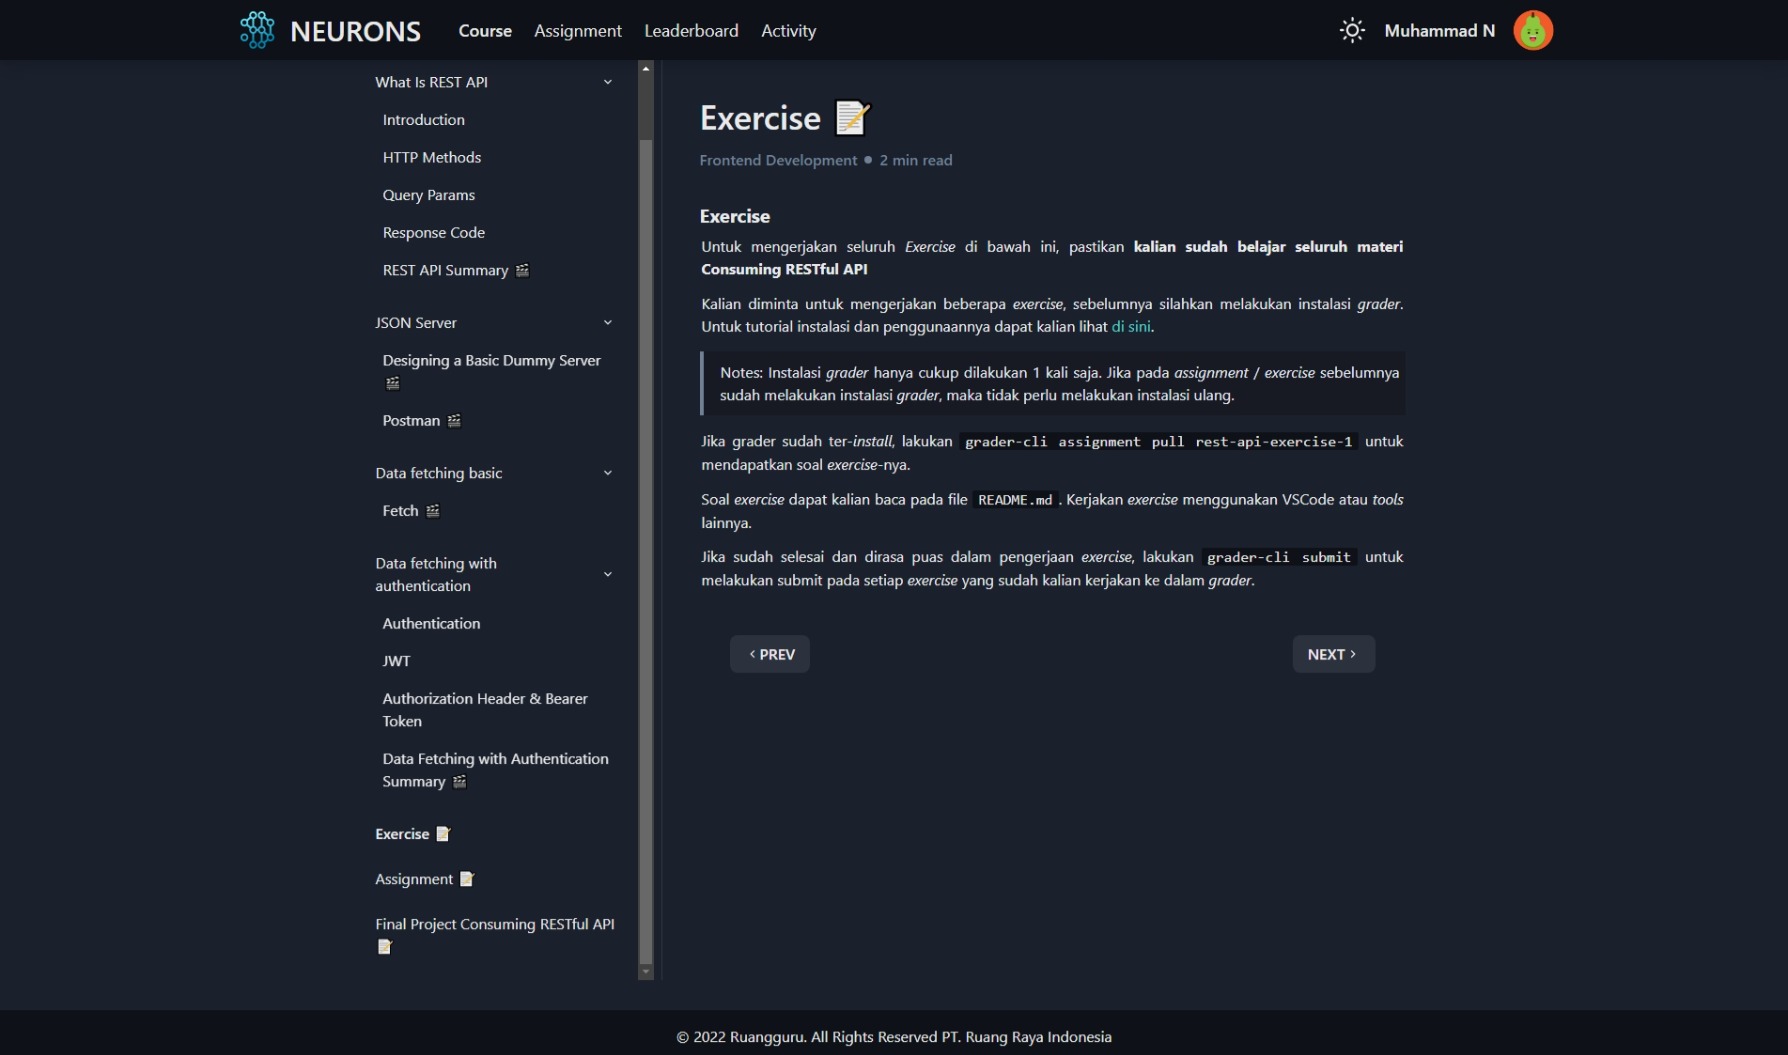 NEURONS
Course
Assignment
Leaderboard
Activity
Muhammad N
What Is REST API
Introduction
HTTP Methods
Query Params
Response Code
REST API Summary 🎬
JSON Server
Designing a Basic Dummy Server
🎬
Postman 🎬
Data fetching basic
Fetch 🎬
Data fetching with
authentication
Authentication
JWT
Authorization Header & Bearer
Token
Data Fetching with Authentication
Summary 🎬
Exercise 📝
Assignment 📝
Final Project Consuming RESTful API
📝
Exercise 📝
Frontend Development • 2 min read
Exercise
Untuk mengerjakan seluruh Exercise di bawah ini, pastikan kalian sudah belajar seluruh materi
Consuming RESTful API
Kalian diminta untuk mengerjakan beberapa exercise, sebelumnya silahkan melakukan instalasi grader.
Untuk tutorial instalasi dan penggunaannya dapat kalian lihat di sini.
Notes: Instalasi grader hanya cukup dilakukan 1 kali saja. Jika pada assignment / exercise sebelumnya
sudah melakukan instalasi grader, maka tidak perlu melakukan instalasi ulang.
Jika grader sudah ter-install, lakukan grader-cli assignment pull rest-api-exercise-1 untuk
mendapatkan soal exercise-nya.
Soal exercise dapat kalian baca pada file README.md . Kerjakan exercise menggunakan VSCode atau tools
lainnya.
Jika sudah selesai dan dirasa puas dalam pengerjaan exercise, lakukan grader-cli submit untuk
melakukan submit pada setiap exercise yang sudah kalian kerjakan ke dalam grader.
‹ PREV
NEXT ›
© 2022 Ruangguru. All Rights Reserved PT. Ruang Raya Indonesia